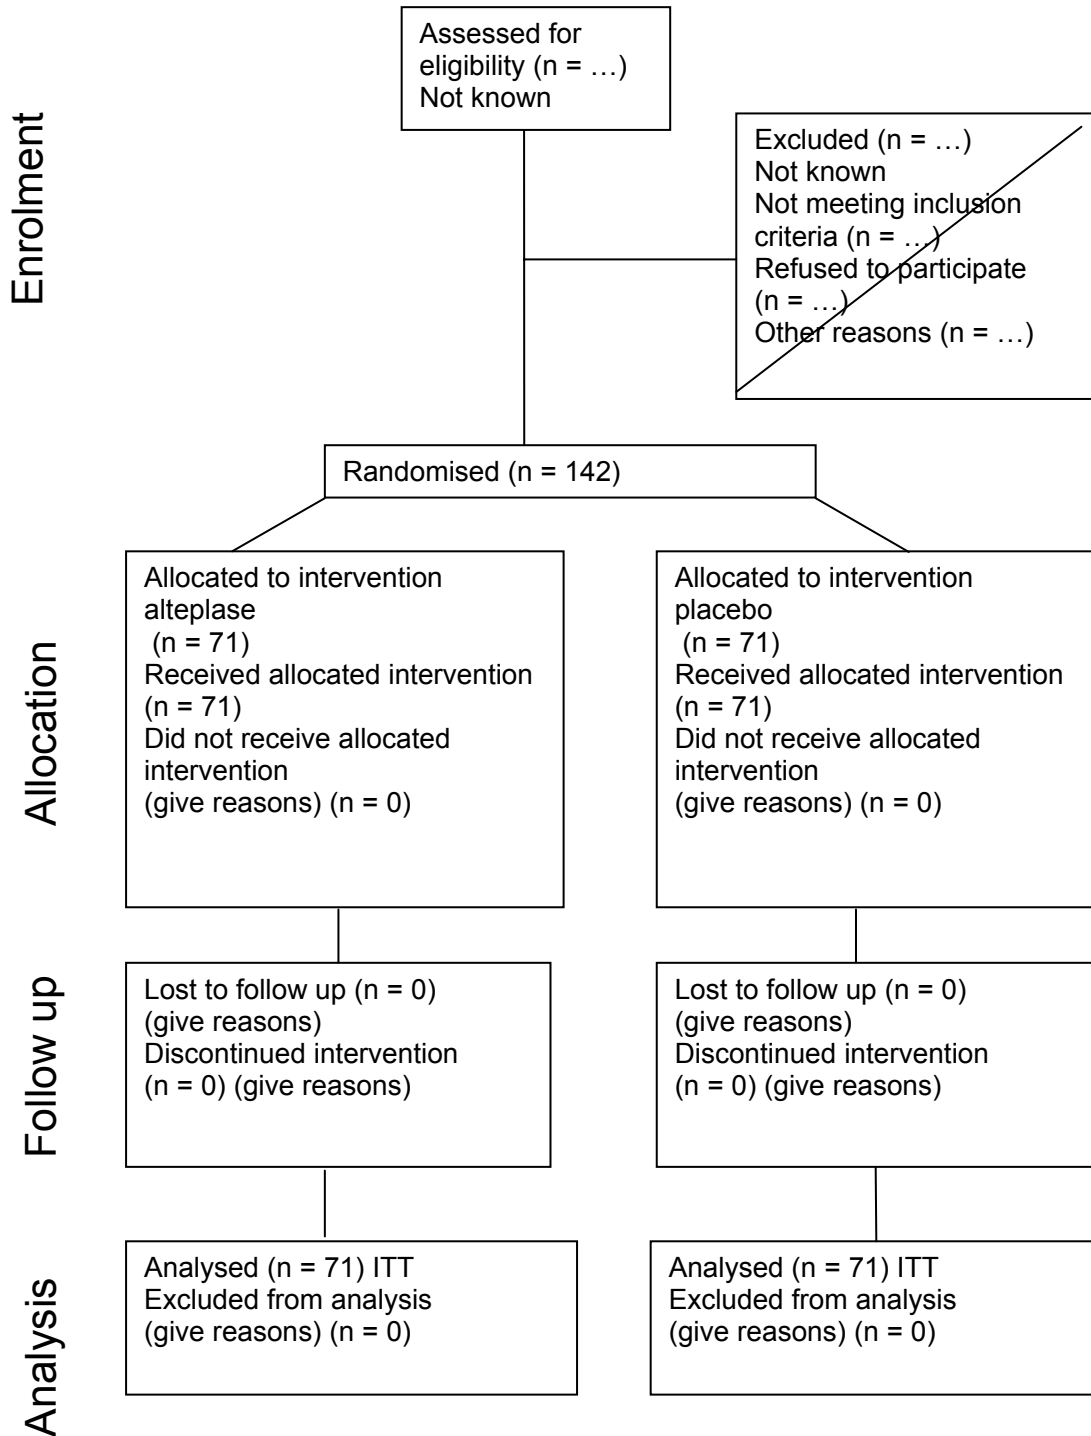 Enrolment
Assessed for
eligibility (n = …)
Not known
Excluded (n = …)
Not known
Not meeting inclusion
criteria (n = …)
Refused to participate
(n = …)
Other reasons (n = …)
Randomised (n = 142)
Allocation
Allocated to intervention
alteplase
(n = 71)
Received allocated intervention
(n = 71)
Did not receive allocated
intervention
(give reasons) (n = 0)
Allocated to intervention
placebo
(n = 71)
Received allocated intervention
(n = 71)
Did not receive allocated
intervention
(give reasons) (n = 0)
Follow up
Lost to follow up (n = 0)
(give reasons)
Discontinued intervention
(n = 0) (give reasons)
Lost to follow up (n = 0)
(give reasons)
Discontinued intervention
(n = 0) (give reasons)
Analysis
Analysed (n = 71) ITT
Excluded from analysis
(give reasons) (n = 0)
Analysed (n = 71) ITT
Excluded from analysis
(give reasons) (n = 0)